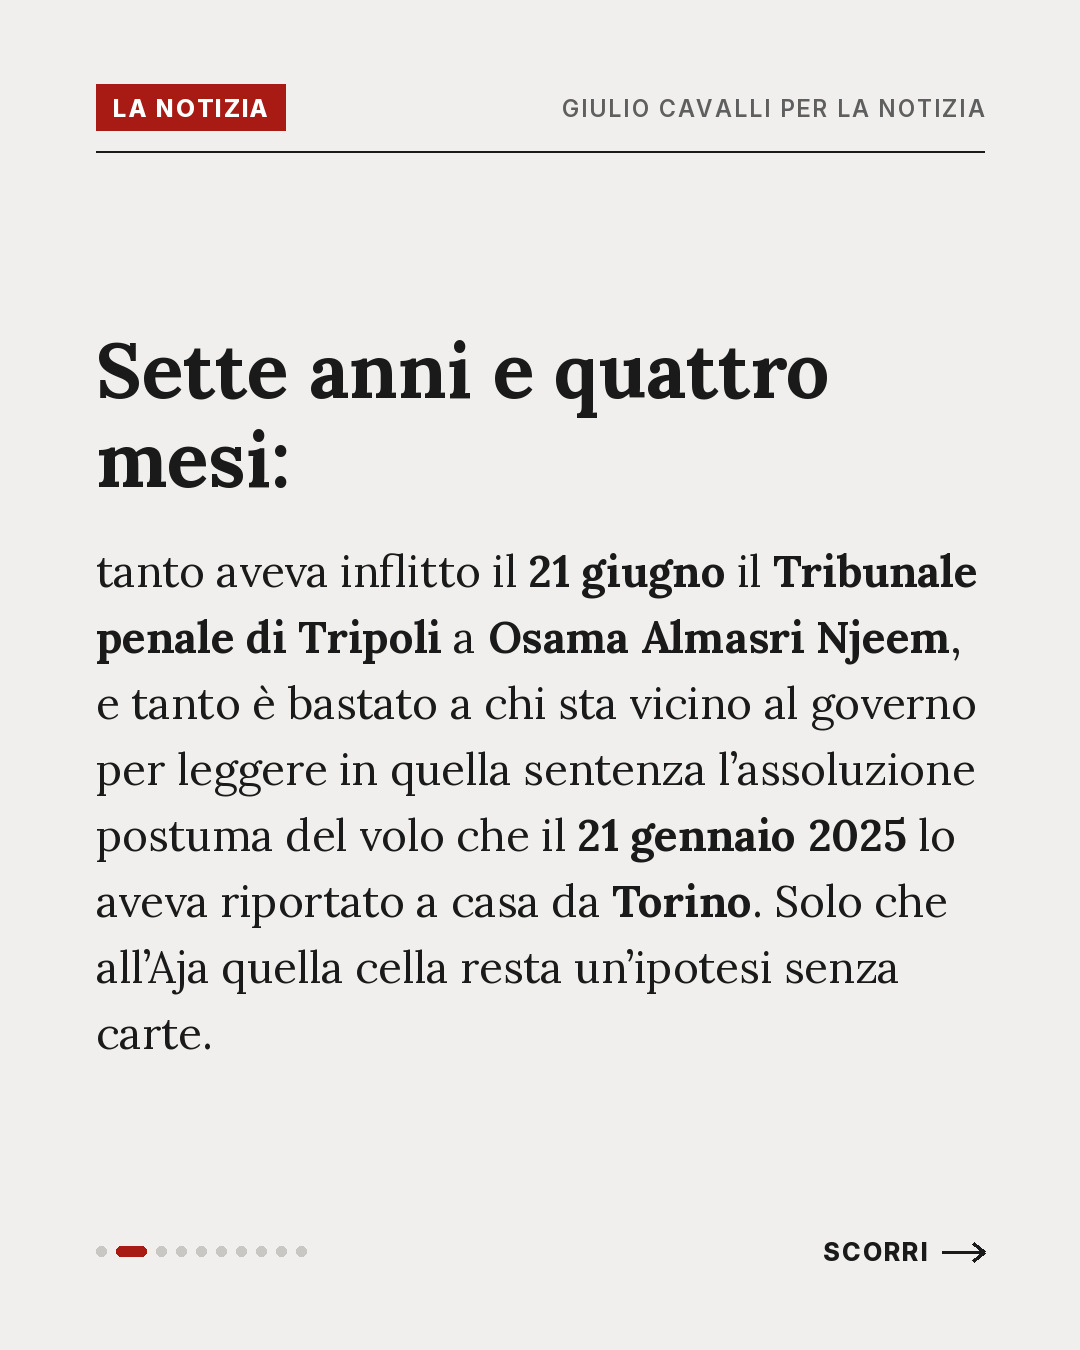 LA NOTIZIA
GIULIO CAVALLI PER LA NOTIZIA
Sette anni e quattro
mesi:
tanto aveva inflitto il 21 giugno il Tribunale
penale di Tripoli a Osama Almasri Njeem,
e tanto è bastato a chi sta vicino al governo
per leggere in quella sentenza l’assoluzione
postuma del volo che il 21 gennaio 2025 lo
aveva riportato a casa da Torino. Solo che
all’Aja quella cella resta un’ipotesi senza
carte.
SCORRI